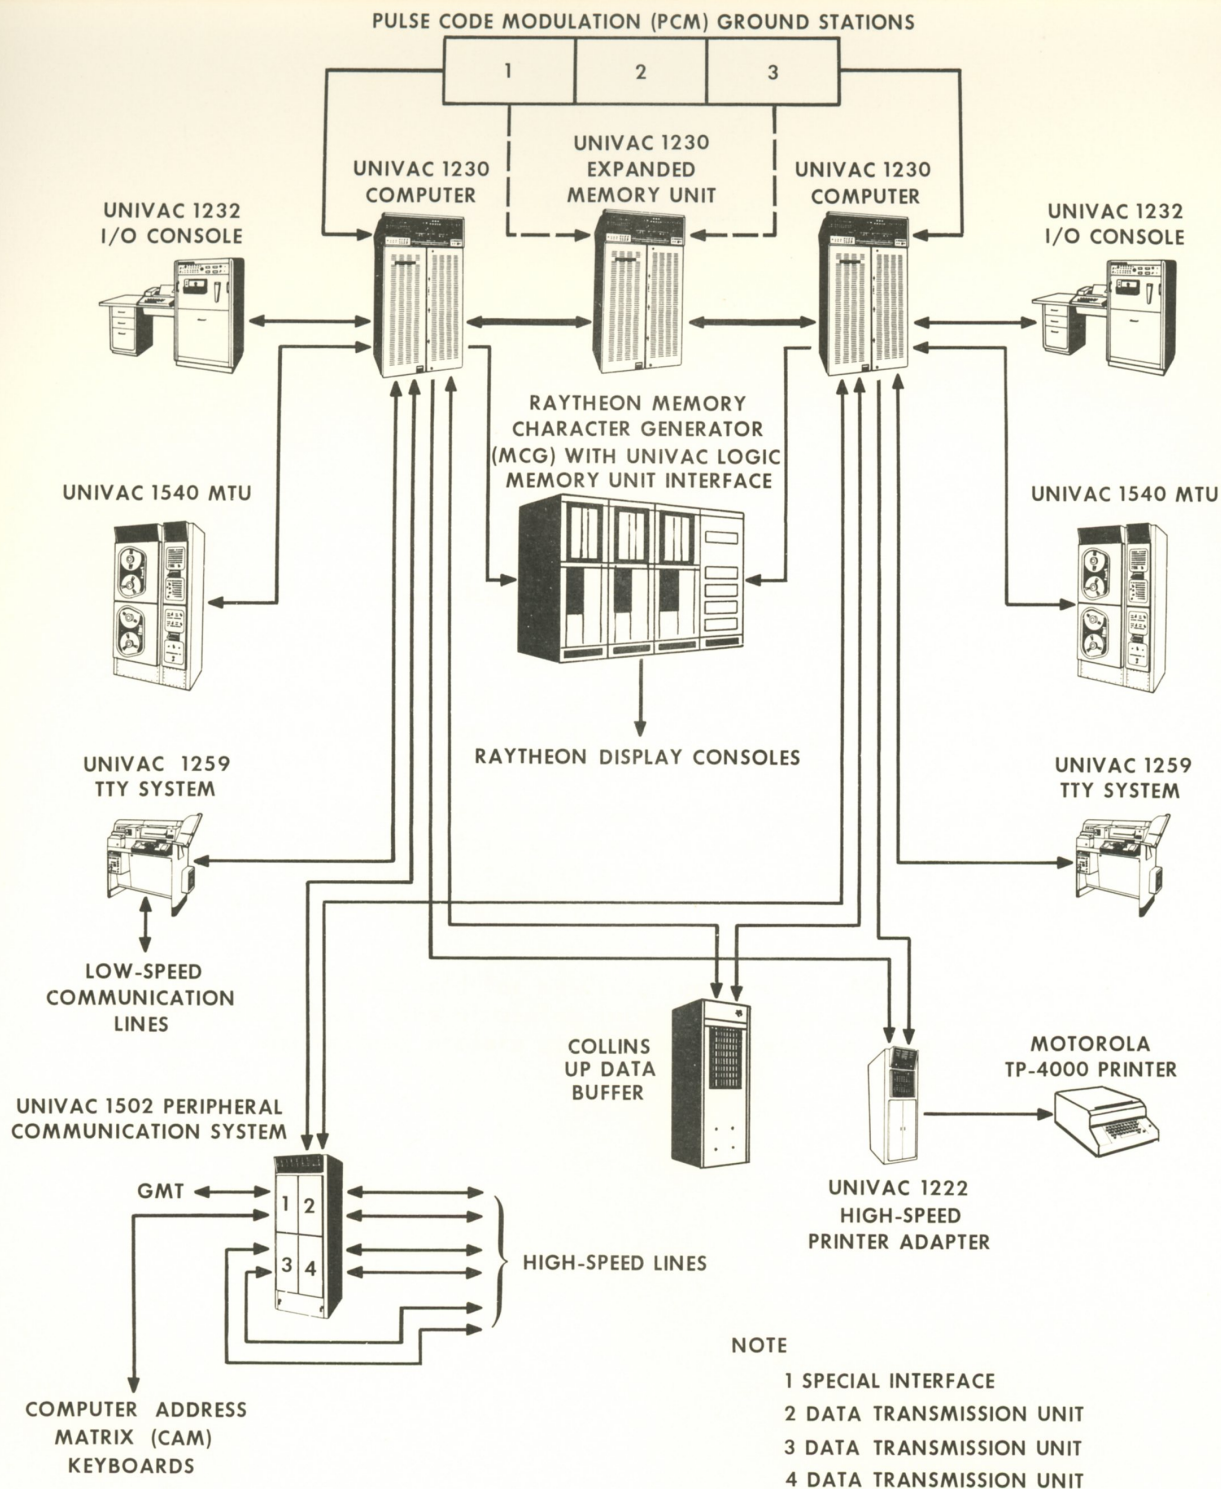 PULSE CODE MODULATION (PCM) GROUND STATIONS
1
2
3
UNIVAC 1230
COMPUTER
UNIVAC 1230
EXPANDED
MEMORY UNIT
UNIVAC 1230
COMPUTER
UNIVAC 1232
I/O CONSOLE
UNIVAC 1232
I/O CONSOLE
RAYTHEON MEMORY
CHARACTER GENERATOR
(MCG) WITH UNIVAC LOGIC
MEMORY UNIT INTERFACE
UNIVAC 1540 MTU
UNIVAC 1540 MTU
RAYTHEON DISPLAY CONSOLES
UNIVAC 1259
TTY SYSTEM
UNIVAC 1259
TTY SYSTEM
LOW-SPEED
COMMUNICATION
LINES
COLLINS
UP DATA
BUFFER
MOTOROLA
TP-4000 PRINTER
UNIVAC 1502 PERIPHERAL
COMMUNICATION SYSTEM
UNIVAC 1222
HIGH-SPEED
PRINTER ADAPTER
GMT
1
2
3
4
HIGH-SPEED LINES
COMPUTER ADDRESS
MATRIX (CAM)
KEYBOARDS
NOTE
1 SPECIAL INTERFACE
2 DATA TRANSMISSION UNIT
3 DATA TRANSMISSION UNIT
4 DATA TRANSMISSION UNIT